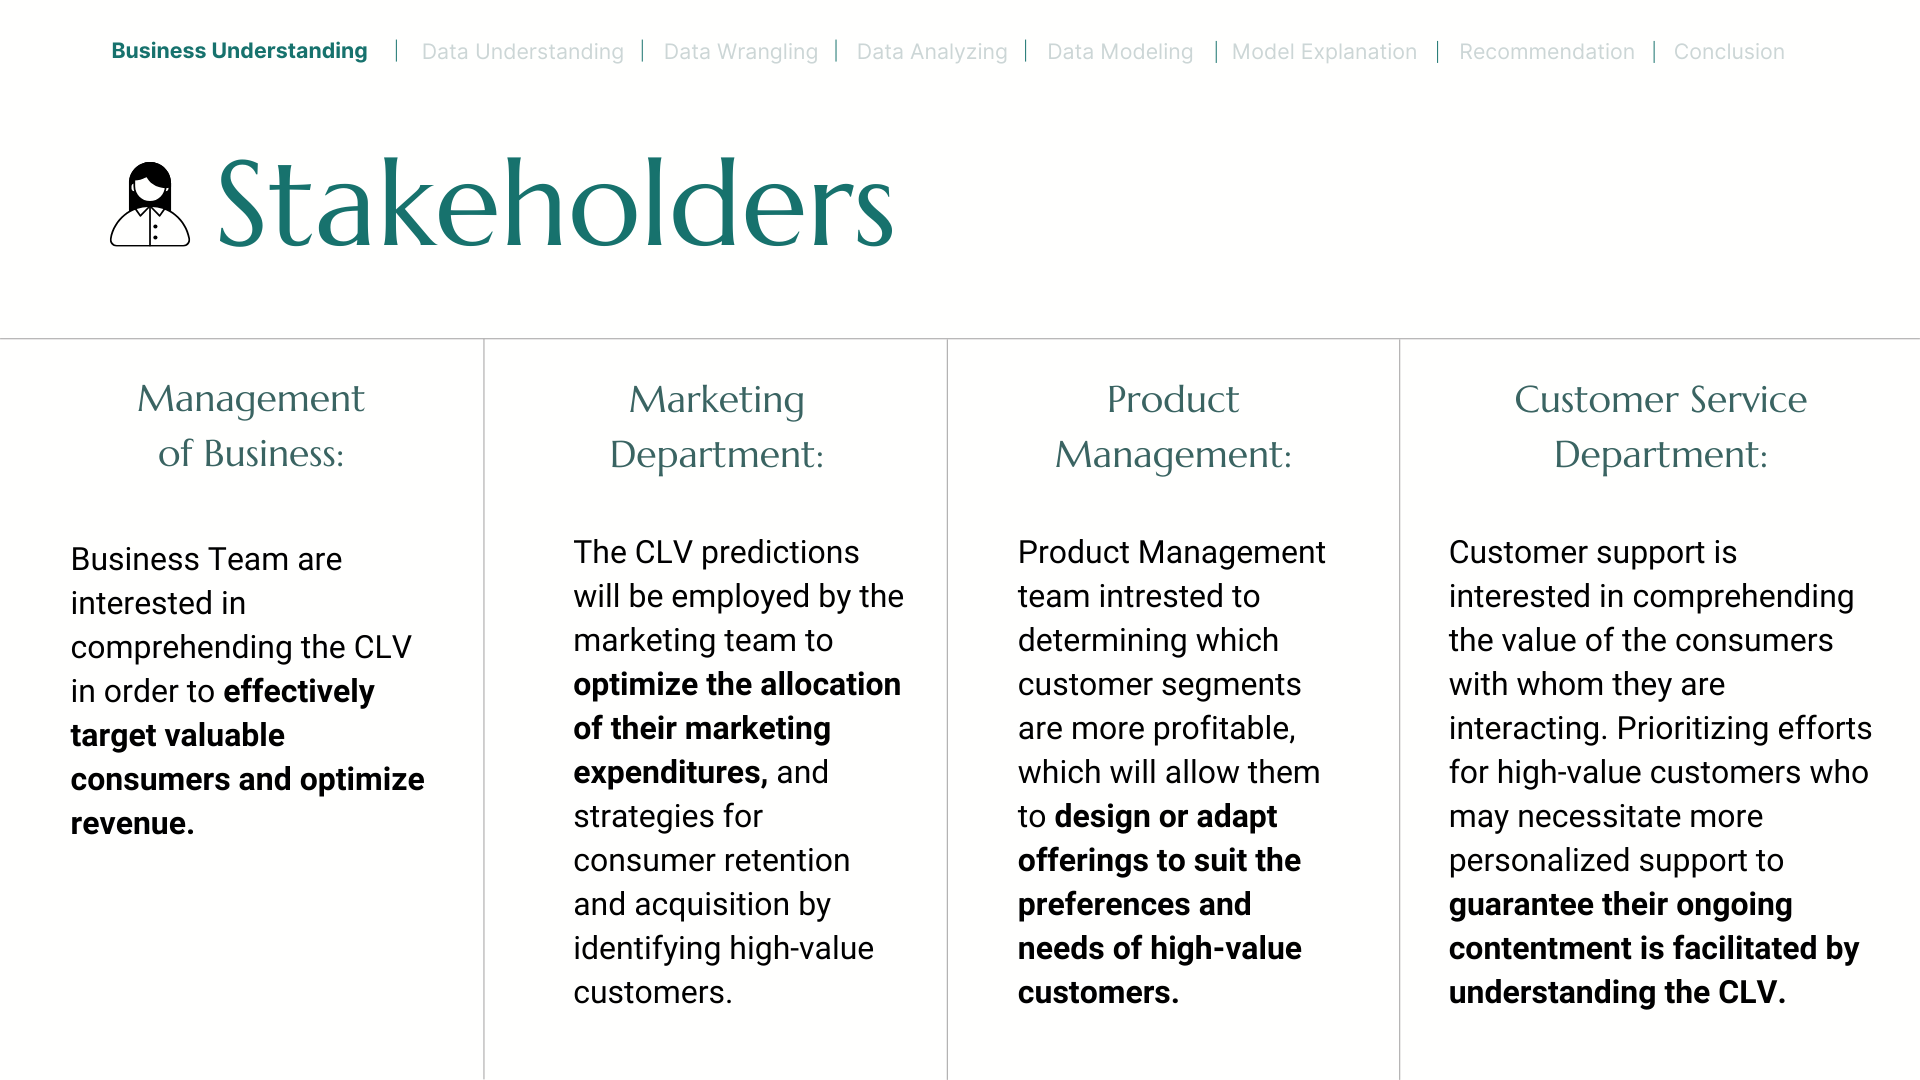 Business Understanding | Data Understanding | Data Wrangling | Data Analyzing | Data Modeling | Model Explanation | Recommendation | Conclusion
Stakeholders
Management
of Business:
Business Team are
interested in
comprehending the CLV
in order to effectively
target valuable
consumers and optimize
revenue.
Marketing
Department:
The CLV predictions
will be employed by the
marketing team to
optimize the allocation
of their marketing
expenditures, and
strategies for
consumer retention
and acquisition by
identifying high-value
customers.
Product
Management:
Product Management
team intrested to
determining which
customer segments
are more profitable,
which will allow them
to design or adapt
offerings to suit the
preferences and
needs of high-value
customers.
Customer Service
Department:
Customer support is
interested in comprehending
the value of the consumers
with whom they are
interacting. Prioritizing efforts
for high-value customers who
may necessitate more
personalized support to
guarantee their ongoing
contentment is facilitated by
understanding the CLV.